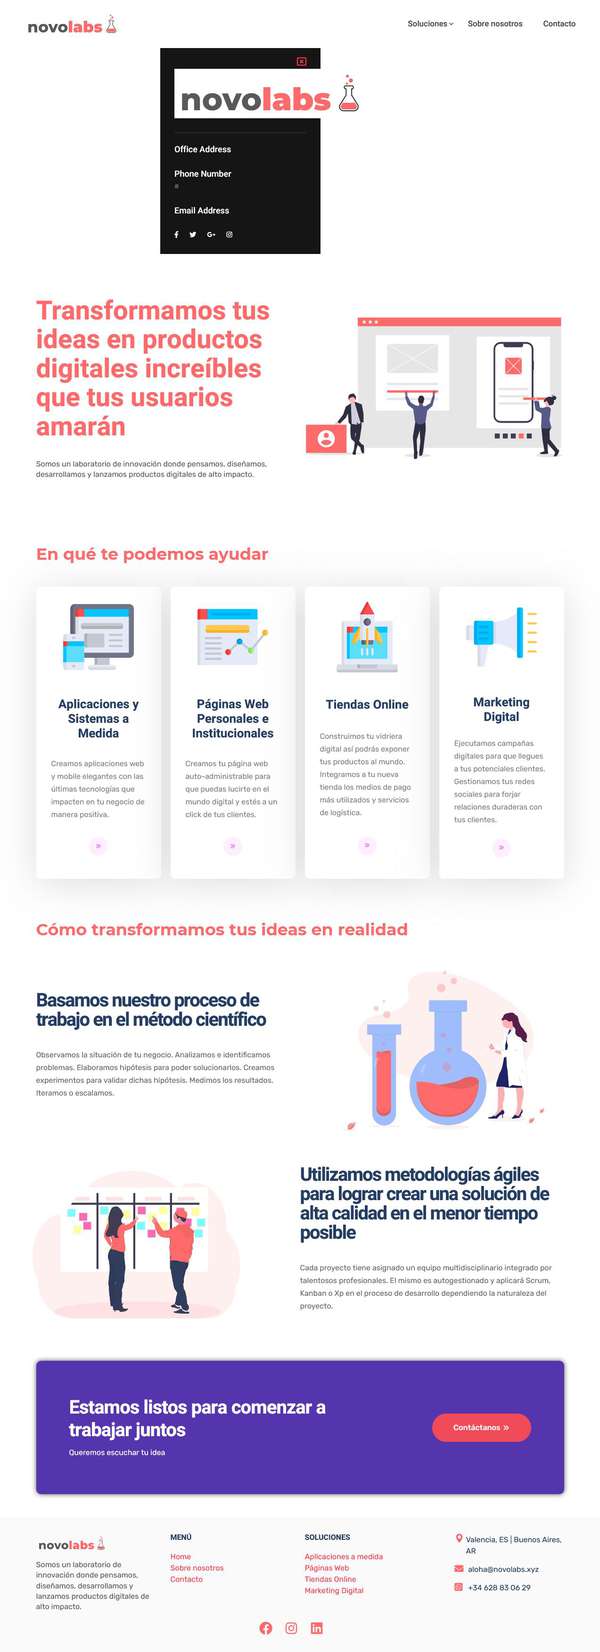 novolabs
Soluciones
Sobre nosotros
Contacto
novolabs
Office Address
Phone Number
#
Email Address
Transformamos tus
ideas en productos
digitales increíbles
que tus usuarios
amarán
Somos un laboratorio de innovación donde pensamos, diseñamos,
desarrollamos y lanzamos productos digitales de alto impacto.
En qué te podemos ayudar
Aplicaciones y
Sistemas a
Medida
Creamos aplicaciones web
y mobile elegantes con las
últimas tecnologías que
impacten en tu negocio de
manera positiva.
Páginas Web
Personales e
Institucionales
Creamos tu página web
auto-administrable para
que puedas lucirte en el
mundo digital y estés a un
click de tus clientes.
Tiendas Online
Construimos tu vidriera
digital así podrás exponer
tus productos al mundo.
Integramos a tu nueva
tienda los medios de pago
más utilizados y servicios
de logística.
Marketing
Digital
Ejecutamos campañas
digitales para que llegues
a tus potenciales clientes.
Gestionamos tus redes
sociales para forjar
relaciones duraderas con
tus clientes.
Cómo transformamos tus ideas en realidad
Basamos nuestro proceso de
trabajo en el método científico
Observamos la situación de tu negocio. Analizamos e identificamos
problemas. Elaboramos hipótesis para poder solucionarlos. Creamos
experimentos para validar dichas hipótesis. Medimos los resultados.
Iteramos o escalamos.
Utilizamos metodologías ágiles
para lograr crear una solución de
alta calidad en el menor tiempo
posible
Cada proyecto tiene asignado un equipo multidisciplinario integrado por
talentosos profesionales. El mismo es autogestionado y aplicará Scrum,
Kanban o Xp en el proceso de desarrollo dependiendo la naturaleza del
proyecto.
Estamos listos para comenzar a
trabajar juntos
Queremos escuchar tu idea
Contáctanos »
novolabs
Somos un laboratorio de
innovación donde pensamos,
diseñamos, desarrollamos y
lanzamos productos digitales de
alto impacto.
MENÚ
Home
Sobre nosotros
Contacto
SOLUCIONES
Aplicaciones a medida
Páginas Web
Tiendas Online
Marketing Digital
Valencia, ES | Buenos Aires,
AR
aloha@novolabs.xyz
+34 628 83 06 29